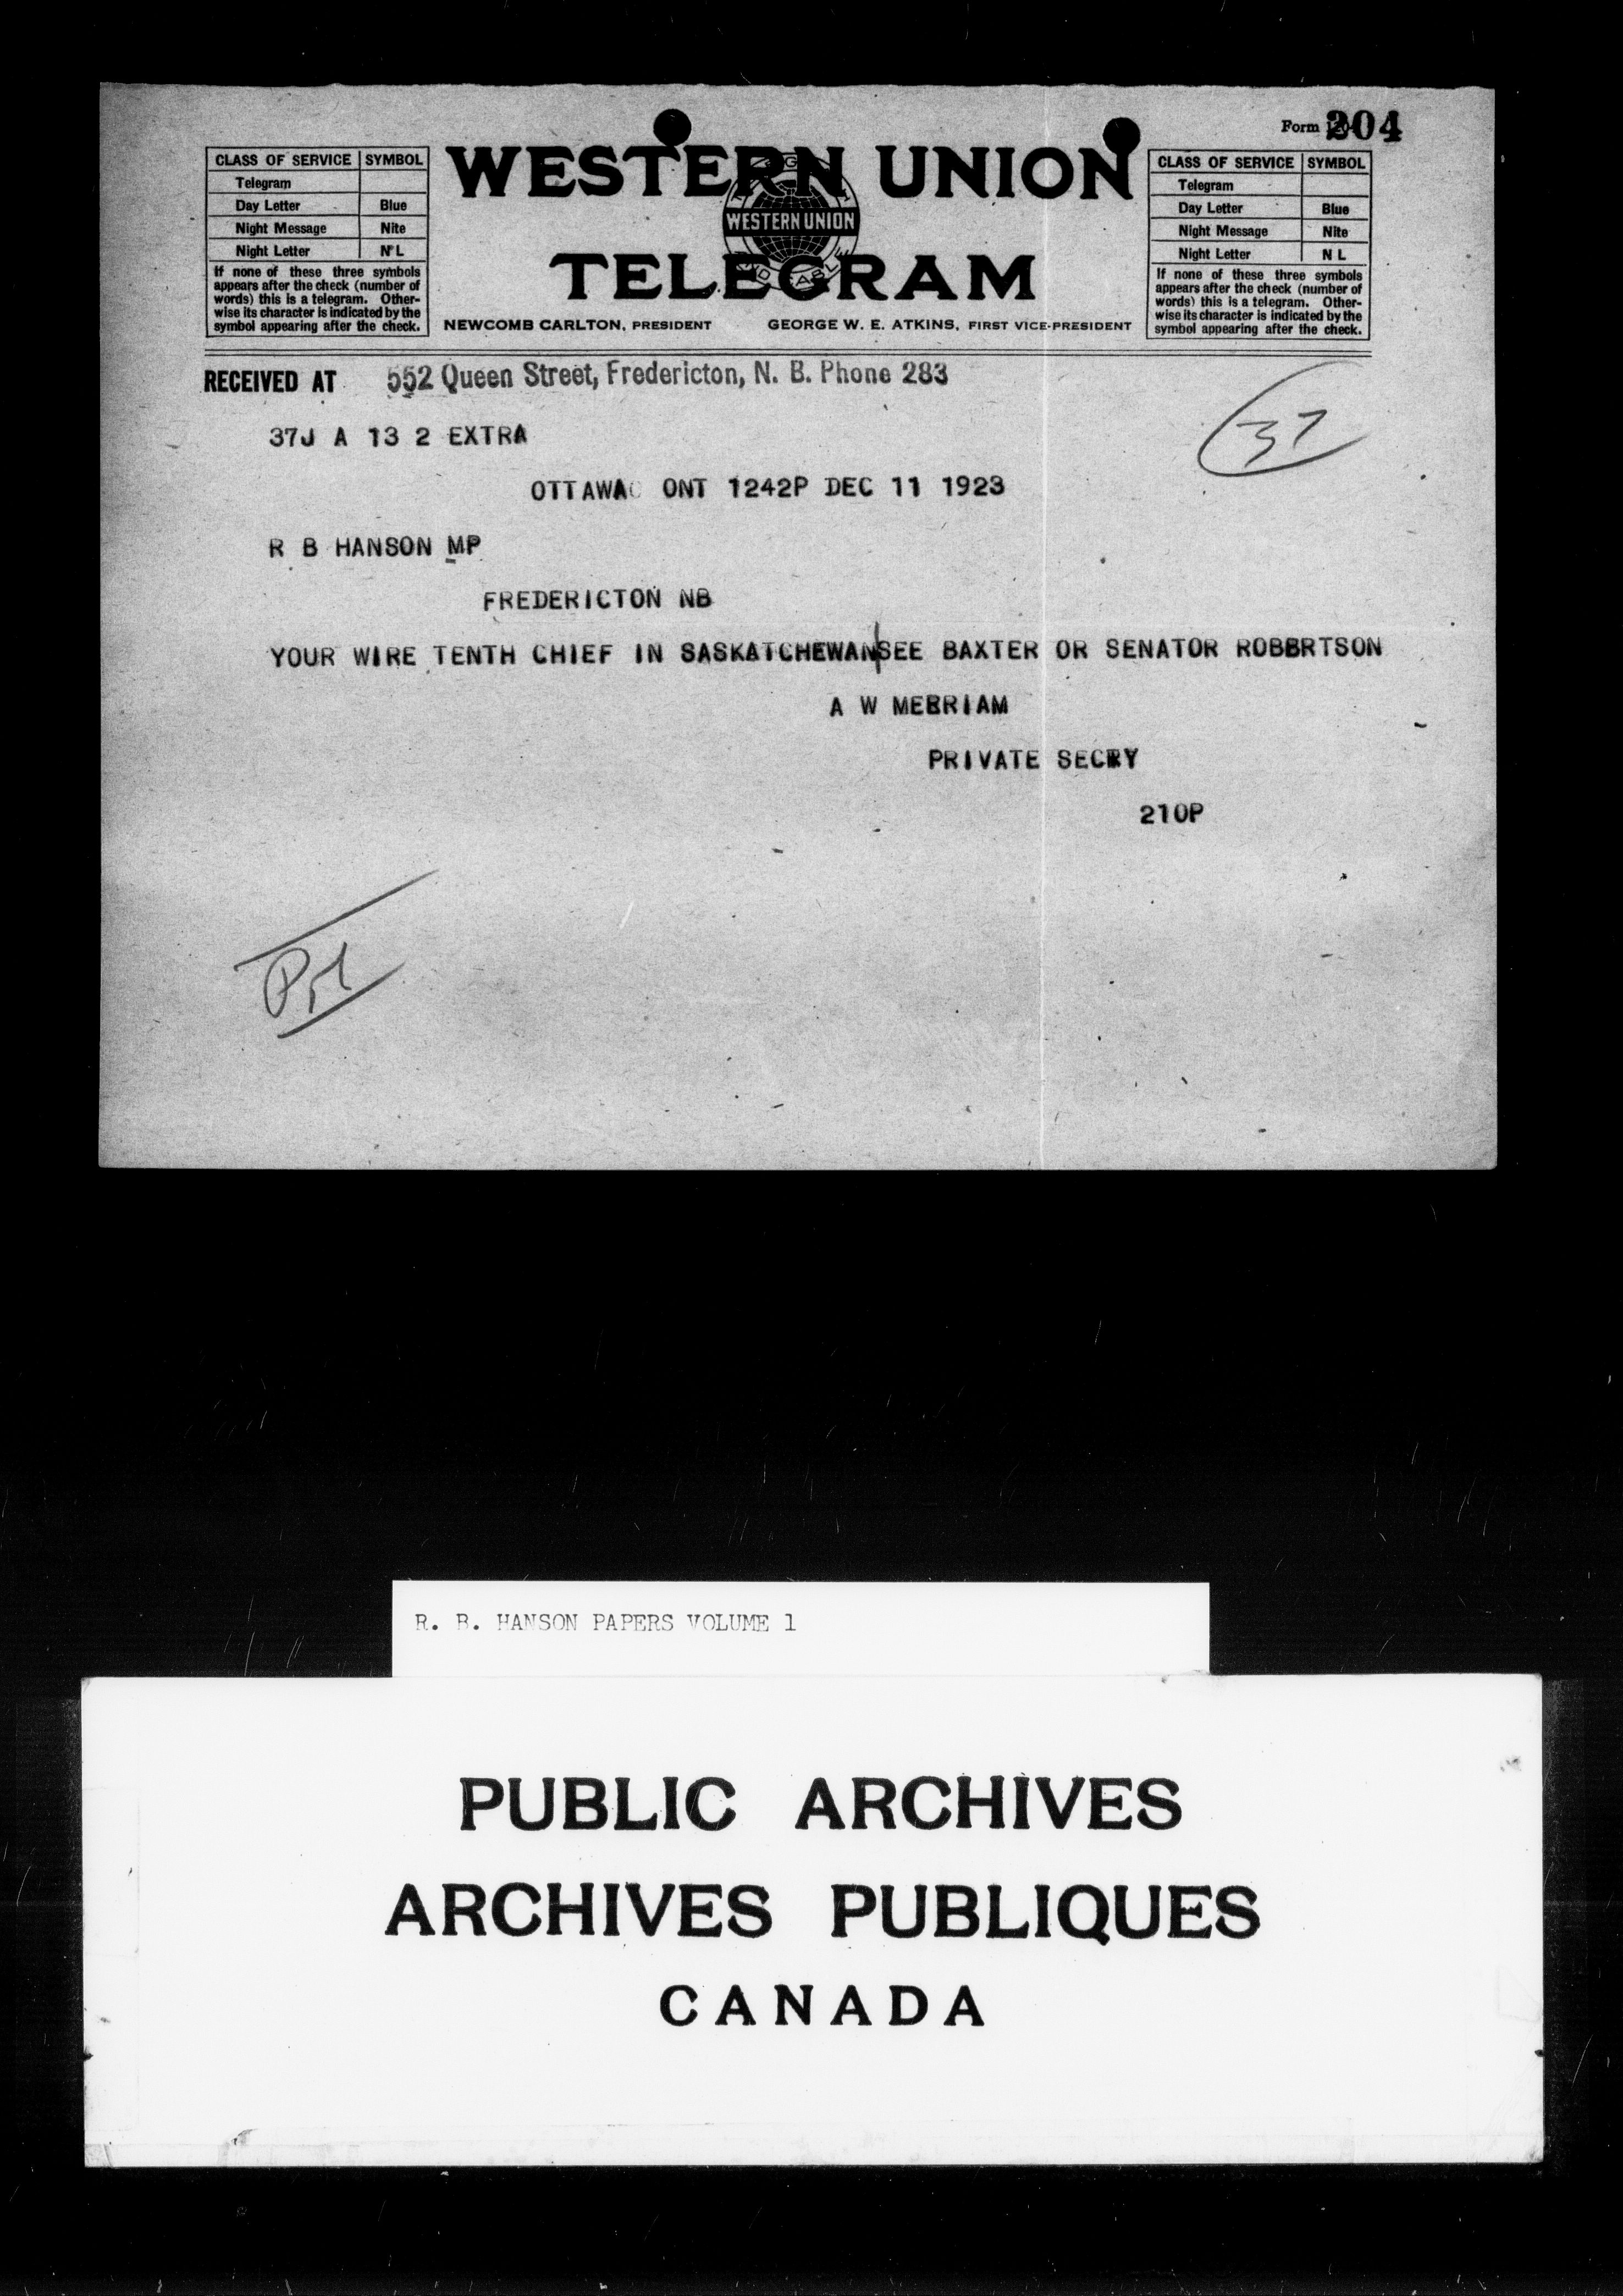 Form 204
CLASS OF SERVICE SYMBOL
Telegram
Day Letter Blue
Night Message Nite
Night Letter N L
If none of these three symbols
appears after the check (number of
words) this is a telegram. Other-
wise its character is indicated by the
symbol appearing after the check.
WESTERN UNION
WESTERN UNION
TELEGRAM
NEWCOMB CARLTON, PRESIDENT GEORGE W. E. ATKINS, FIRST VICE-PRESIDENT
CLASS OF SERVICE SYMBOL
Telegram
Day Letter Blue
Night Message Nite
Night Letter N L
If none of these three symbols
appears after the check (number of
words) this is a telegram. Other-
wise its character is indicated by the
symbol appearing after the check.
RECEIVED AT 552 Queen Street, Fredericton, N. B. Phone 283
37J A 13 2 EXTRA
37
OTTAWA ONT 1242P DEC 11 1923
R B HANSON MP
FREDERICTON NB
YOUR WIRE TENTH CHIEF IN SASKATCHEWANSEE BAXTER OR SENATOR ROBBRTSON
A W MERRIAM
PRIVATE SECRY
210P
R. B. HANSON PAPERS VOLUME 1
PUBLIC ARCHIVES
ARCHIVES PUBLIQUES
CANADA